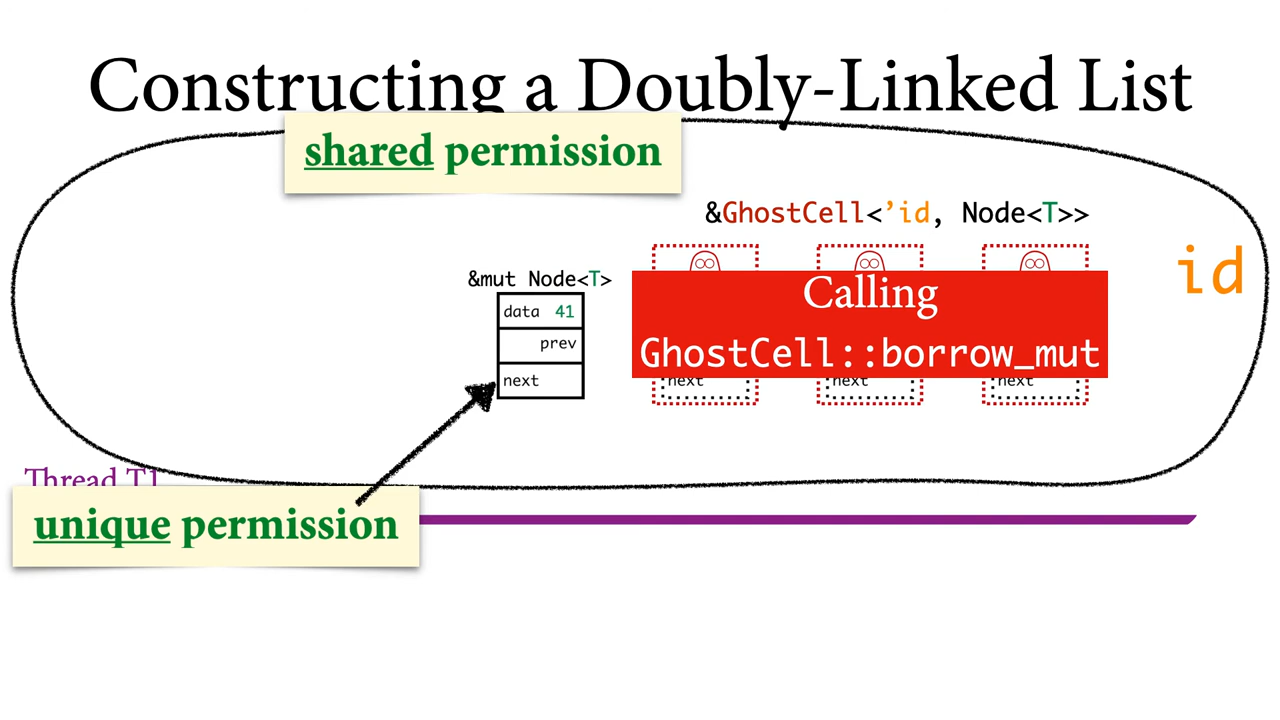 Constructing a Doubly-Linked List
shared permission
&GhostCell<’id, Node<T>>
id
&mut Node<T>
data 41
prev
next
Calling
GhostCell::borrow_mut
next
next
next
Thread T1
unique permission